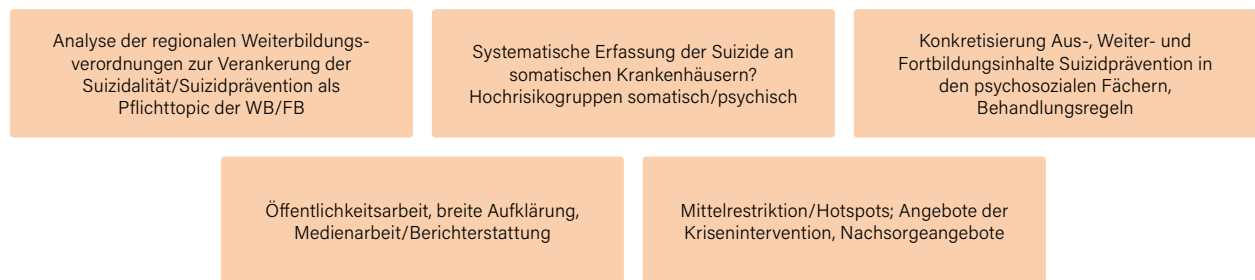 Analyse der regionalen Weiterbildungs-
verordnungen zur Verankerung der
Suizidalität/Suizidprävention als
Pflichttopic der WB/FB
Systematische Erfassung der Suizide an
somatischen Krankenhäusern?
Hochrisikogruppen somatisch/psychisch
Konkretisierung Aus-, Weiter- und
Fortbildungsinhalte Suizidprävention in
den psychosozialen Fächern,
Behandlungsregeln
Öffentlichkeitsarbeit, breite Aufklärung,
Medienarbeit/Berichterstattung
Mittelrestriktion/Hotspots; Angebote der
Krisenintervention, Nachsorgeangebote